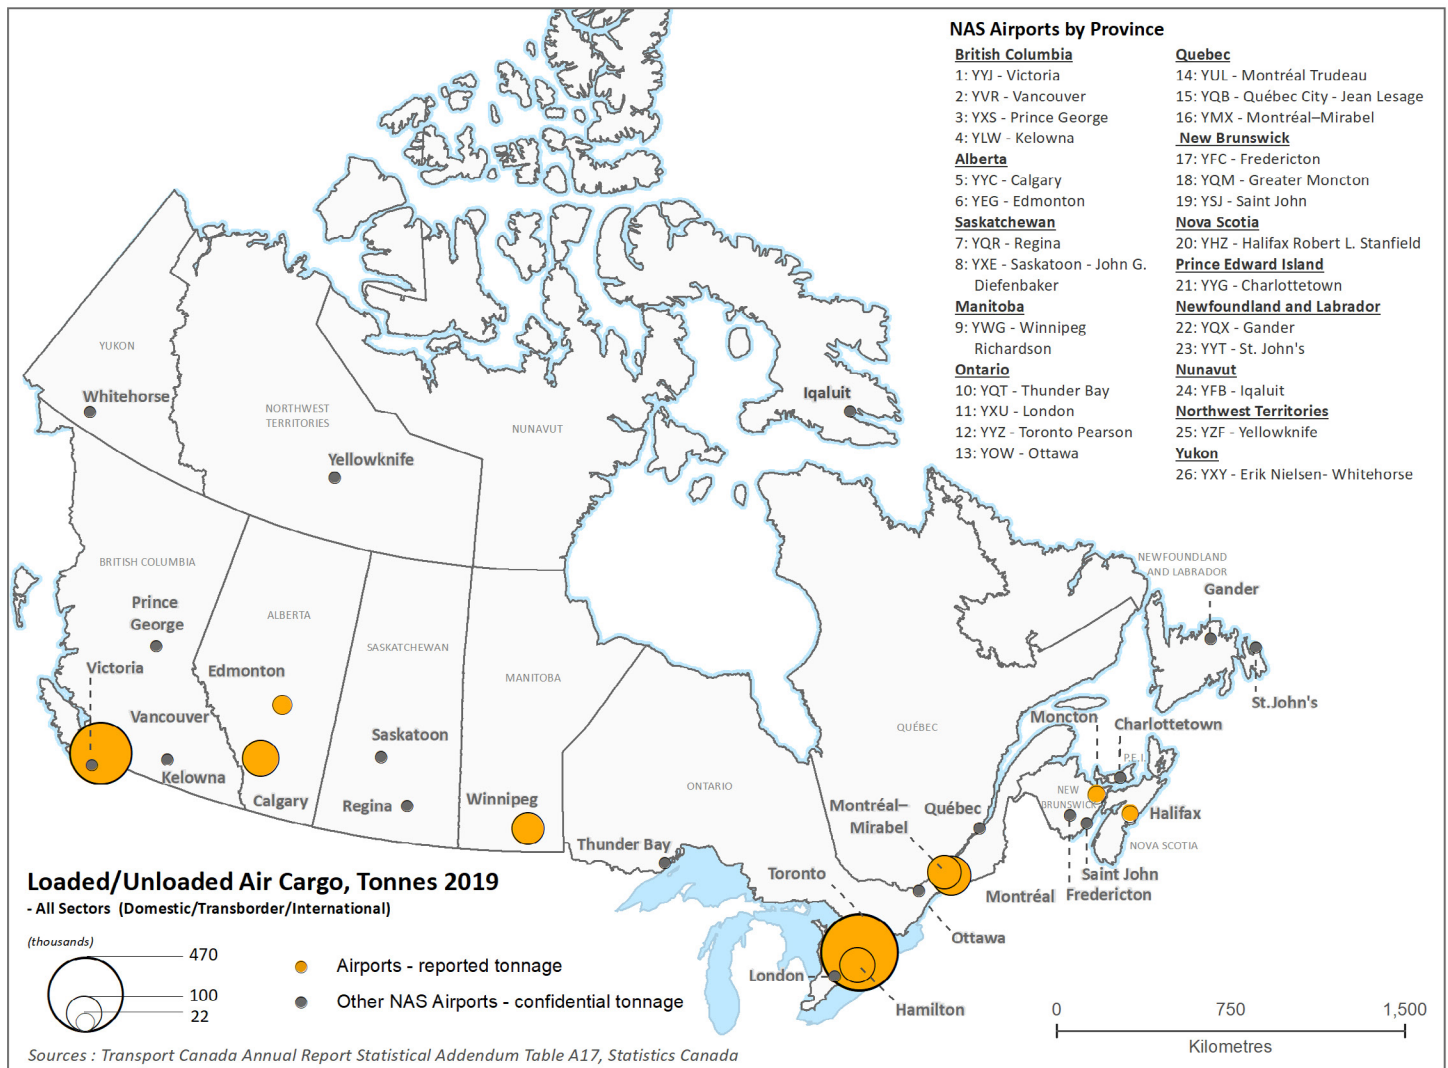 NAS Airports by Province
British Columbia
1: YYJ - Victoria
2: YVR - Vancouver
3: YXS - Prince George
4: YLW - Kelowna
Alberta
5: YYC - Calgary
6: YEG - Edmonton
Saskatchewan
7: YQR - Regina
8: YXE - Saskatoon - John G.
Diefenbaker
Manitoba
9: YWG - Winnipeg
Richardson
Ontario
10: YQT - Thunder Bay
11: YXU - London
12: YYZ - Toronto Pearson
13: YOW - Ottawa
Quebec
14: YUL - Montréal Trudeau
15: YQB - Québec City - Jean Lesage
16: YMX - Montréal–Mirabel
New Brunswick
17: YFC - Fredericton
18: YQM - Greater Moncton
19: YSJ - Saint John
Nova Scotia
20: YHZ - Halifax Robert L. Stanfield
Prince Edward Island
21: YYG - Charlottetown
Newfoundland and Labrador
22: YQX - Gander
23: YYT - St. John's
Nunavut
24: YFB - Iqaluit
Northwest Territories
25: YZF - Yellowknife
Yukon
26: YXY - Erik Nielsen- Whitehorse
YUKON
Whitehorse
NORTHWEST
TERRITORIES
Yellowknife
NUNAVUT
Iqaluit
BRITISH COLUMBIA
Prince
George
Victoria
Vancouver
Kelowna
ALBERTA
Edmonton
Calgary
SASKATCHEWAN
Saskatoon
Regina
MANITOBA
Winnipeg
ONTARIO
Thunder Bay
Toronto
London
Hamilton
Ottawa
QUÉBEC
Montréal–
Mirabel
Québec
Montréal
NEWFOUNDLAND
AND LABRADOR
Gander
St.John's
Moncton
Charlottetown
P.E.I.
NEW
BRUNSWICK
Halifax
NOVA SCOTIA
Saint John
Fredericton
Loaded/Unloaded Air Cargo, Tonnes 2019
- All Sectors (Domestic/Transborder/International)
(thousands)
470
100
22
Airports - reported tonnage
Other NAS Airports - confidential tonnage
0 750 1,500
Kilometres
Sources : Transport Canada Annual Report Statistical Addendum Table A17, Statistics Canada